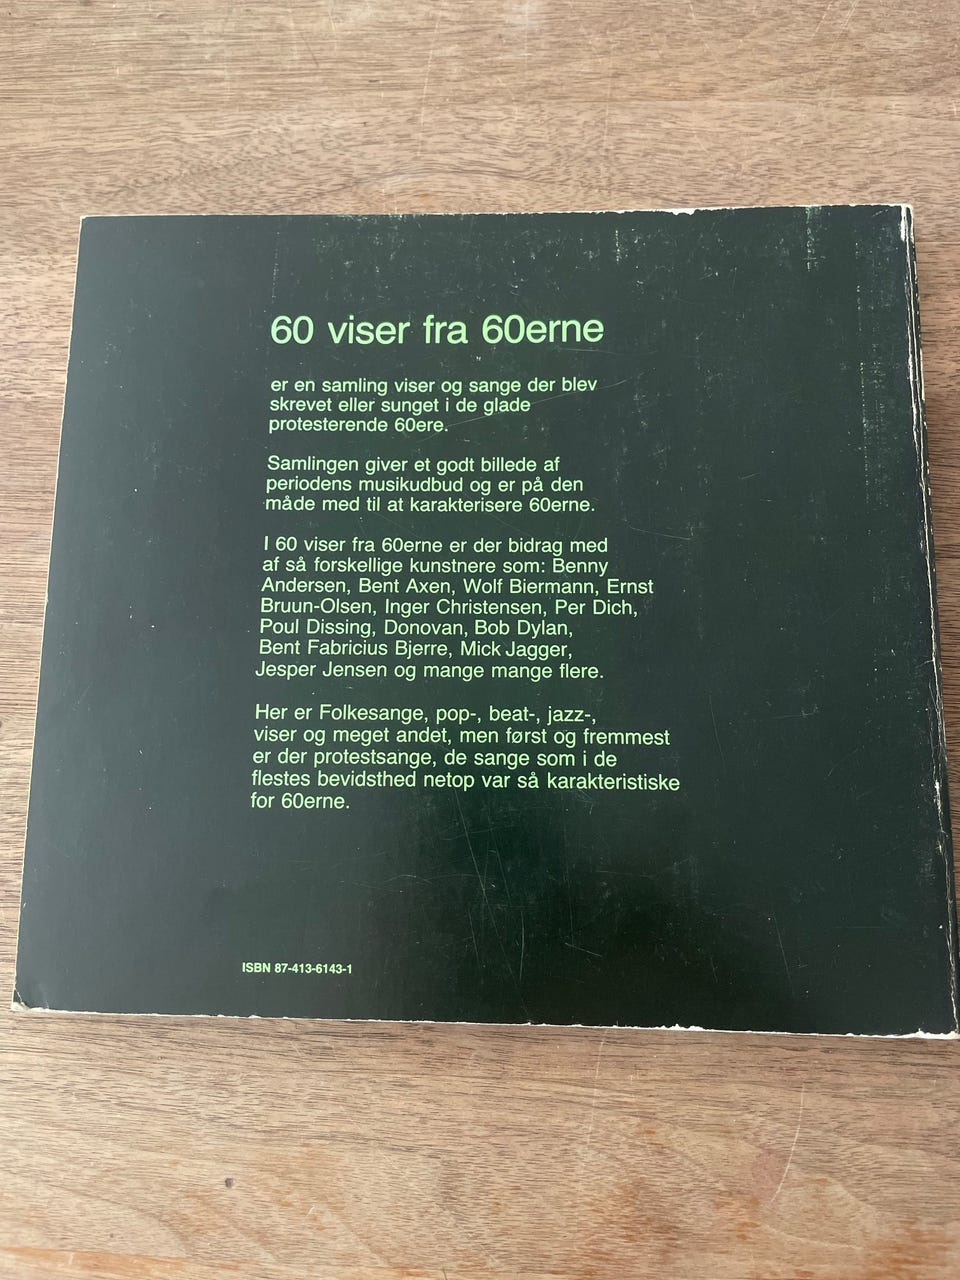 60 viser fra 60erne
er en samling viser og sange der blev
skrevet eller sunget i de glade
protesterende 60ere.
Samlingen giver et godt billede af
periodens musikudbud og er på den
måde med til at karakterisere 60erne.
I 60 viser fra 60erne er der bidrag med
af så forskellige kunstnere som: Benny
Andersen, Bent Axen, Wolf Biermann, Ernst
Bruun-Olsen, Inger Christensen, Per Dich,
Poul Dissing, Donovan, Bob Dylan,
Bent Fabricius Bjerre, Mick Jagger,
Jesper Jensen og mange mange flere.
Her er Folkesange, pop-, beat-, jazz-,
viser og meget andet, men først og fremmest
er der protestsange, de sange som i de
flestes bevidsthed netop var så karakteristiske
for 60erne.
ISBN 87-413-6143-1